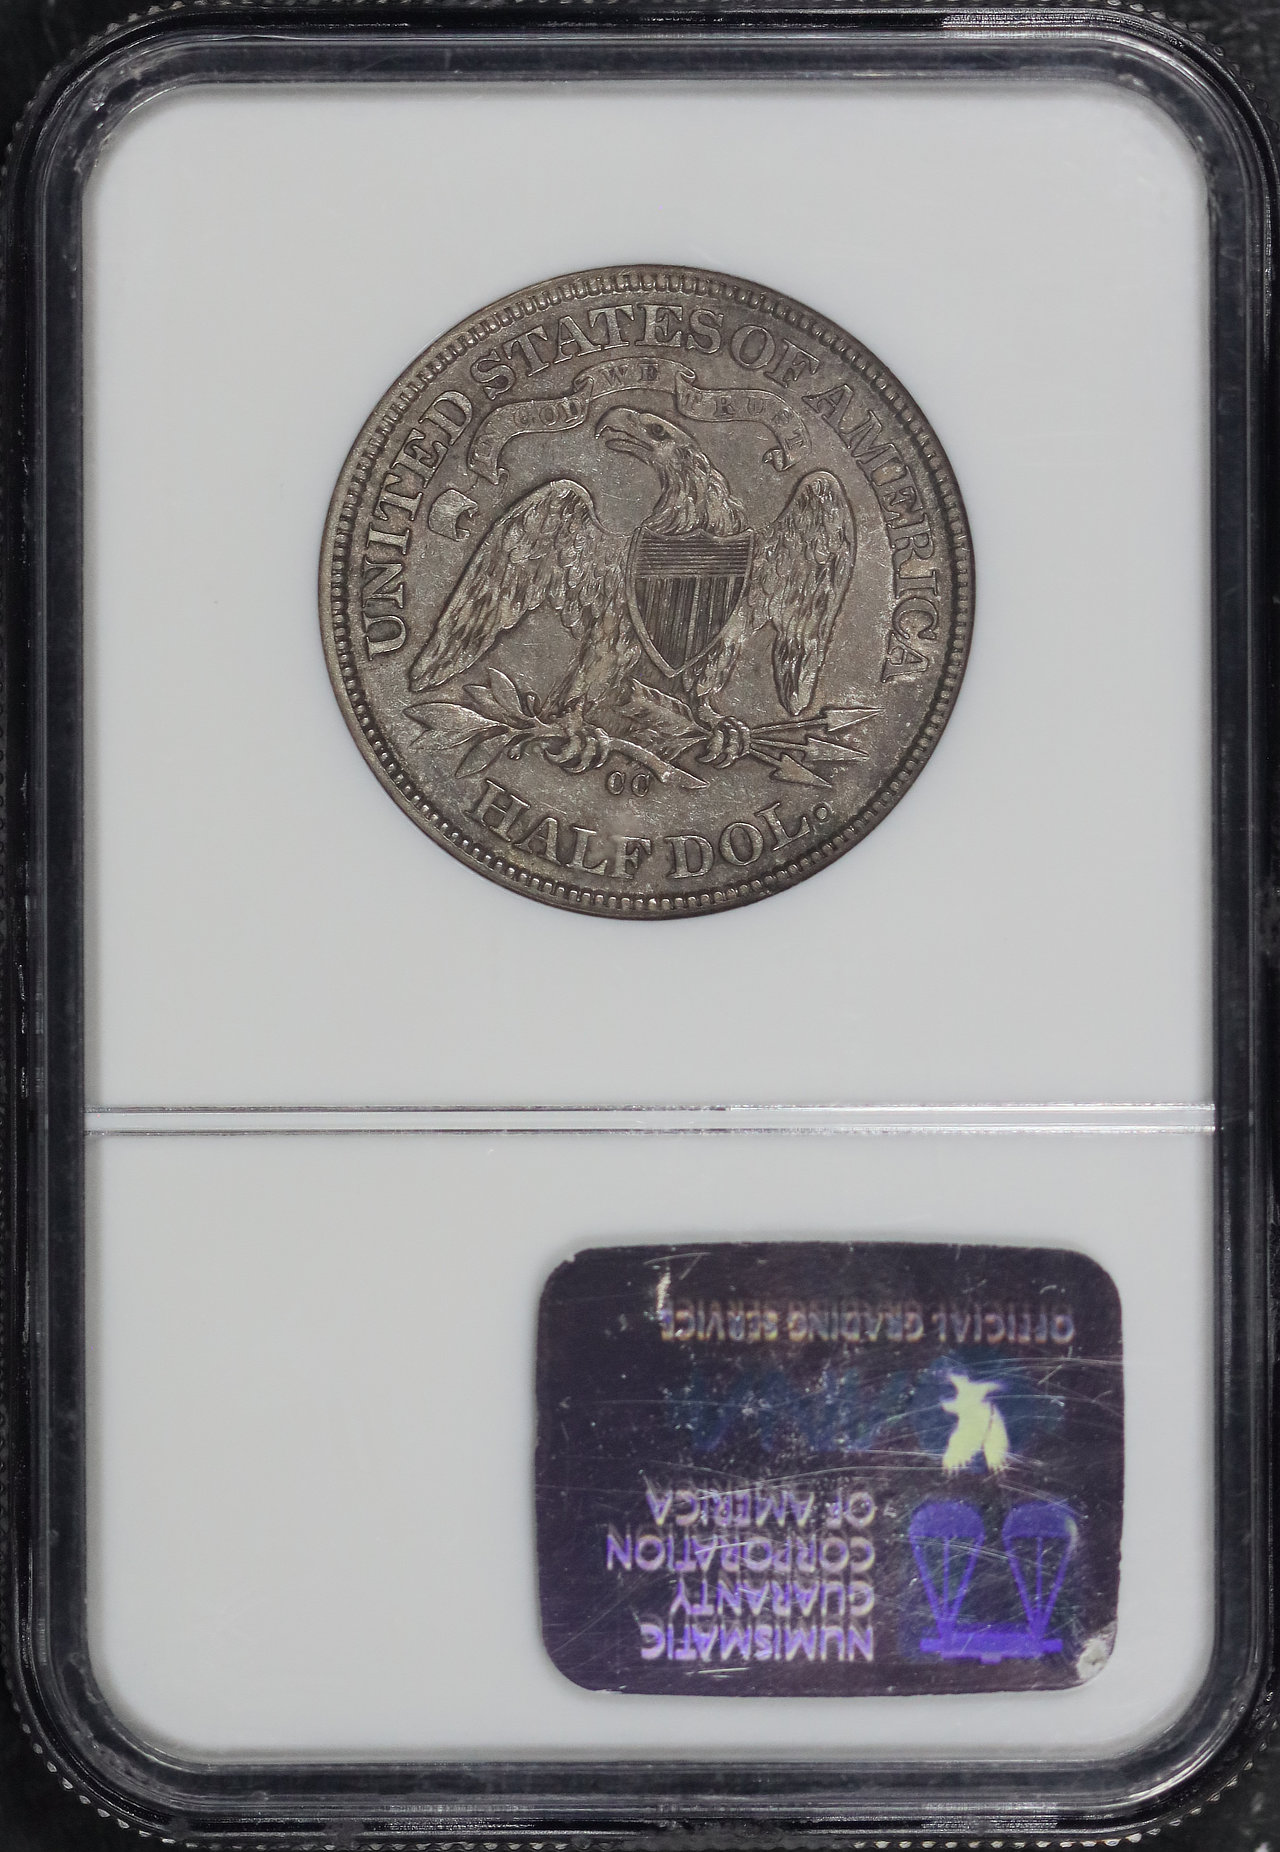 UNITED STATES OF AMERICA
IN GOD WE TRUST
CC
HALF DOL.
NUMISMATIC
GUARANTY
CORPORATION
OF AMERICA
OFFICIAL GRADING SERVICE